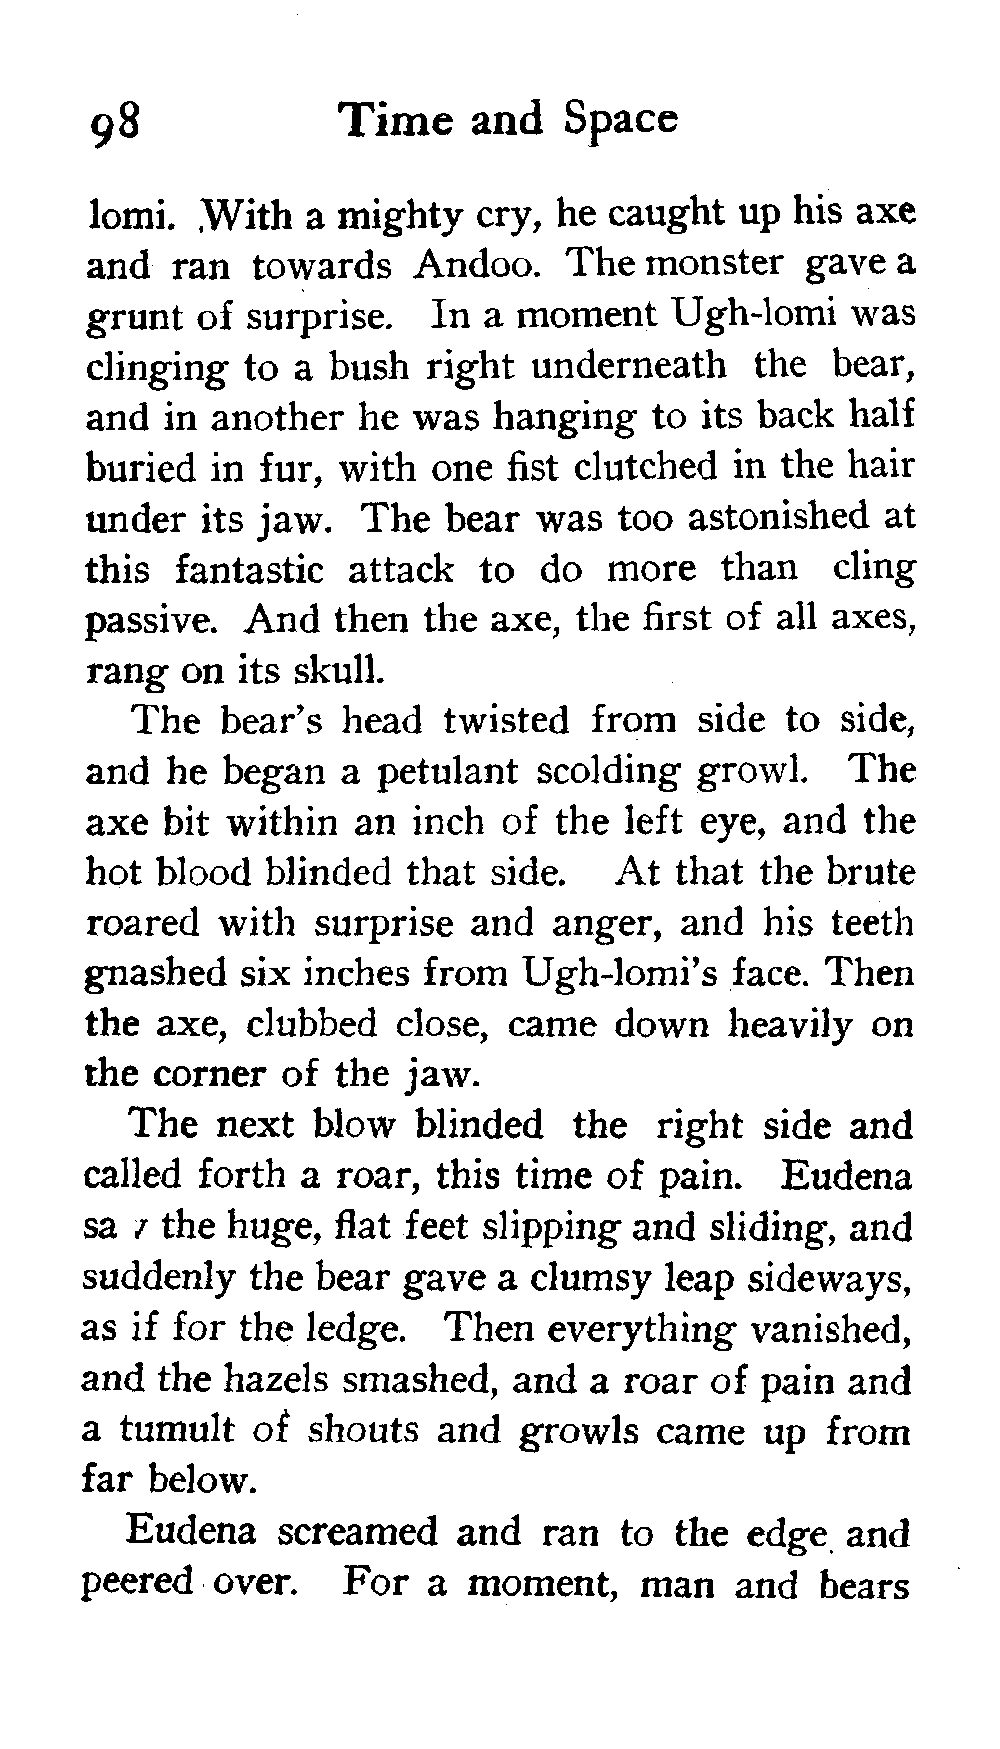 98 Time and Space
lomi. With a mighty cry, he caught up his axe
and ran towards Andoo. The monster gave a
grunt of surprise. In a moment Ugh-lomi was
clinging to a bush right underneath the bear,
and in another he was hanging to its back half
buried in fur, with one fist clutched in the hair
under its jaw. The bear was too astonished at
this fantastic attack to do more than cling
passive. And then the axe, the first of all axes,
rang on its skull.
The bear's head twisted from side to side,
and he began a petulant scolding growl. The
axe bit within an inch of the left eye, and the
hot blood blinded that side. At that the brute
roared with surprise and anger, and his teeth
gnashed six inches from Ugh-lomi's face. Then
the axe, clubbed close, came down heavily on
the corner of the jaw.
The next blow blinded the right side and
called forth a roar, this time of pain. Eudena
sa the huge, flat feet slipping and sliding, and
suddenly the bear gave a clumsy leap sideways,
as if for the ledge. Then everything vanished,
and the hazels smashed, and a roar of pain and
a tumult of shouts and growls came up from
far below.
Eudena screamed and ran to the edge and
peered over. For a moment, man and bears